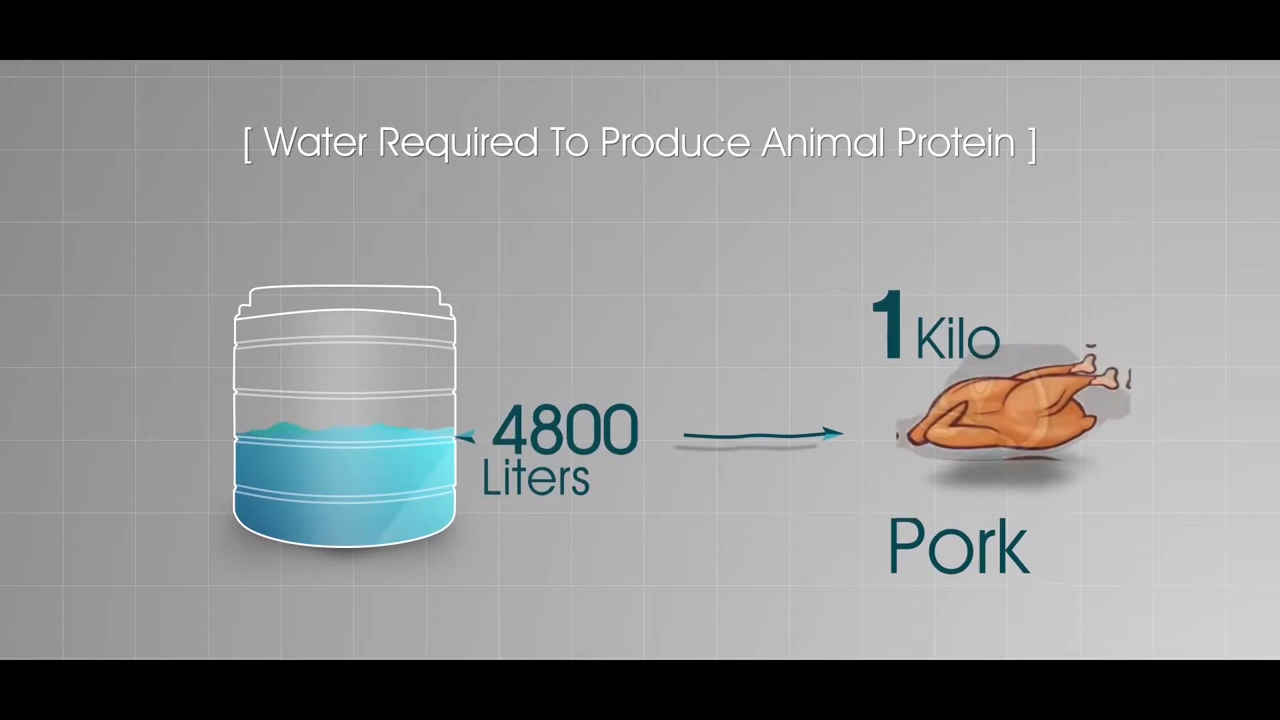 [ Water Required To Produce Animal Protein ]
1 Kilo
4800
Liters
Pork